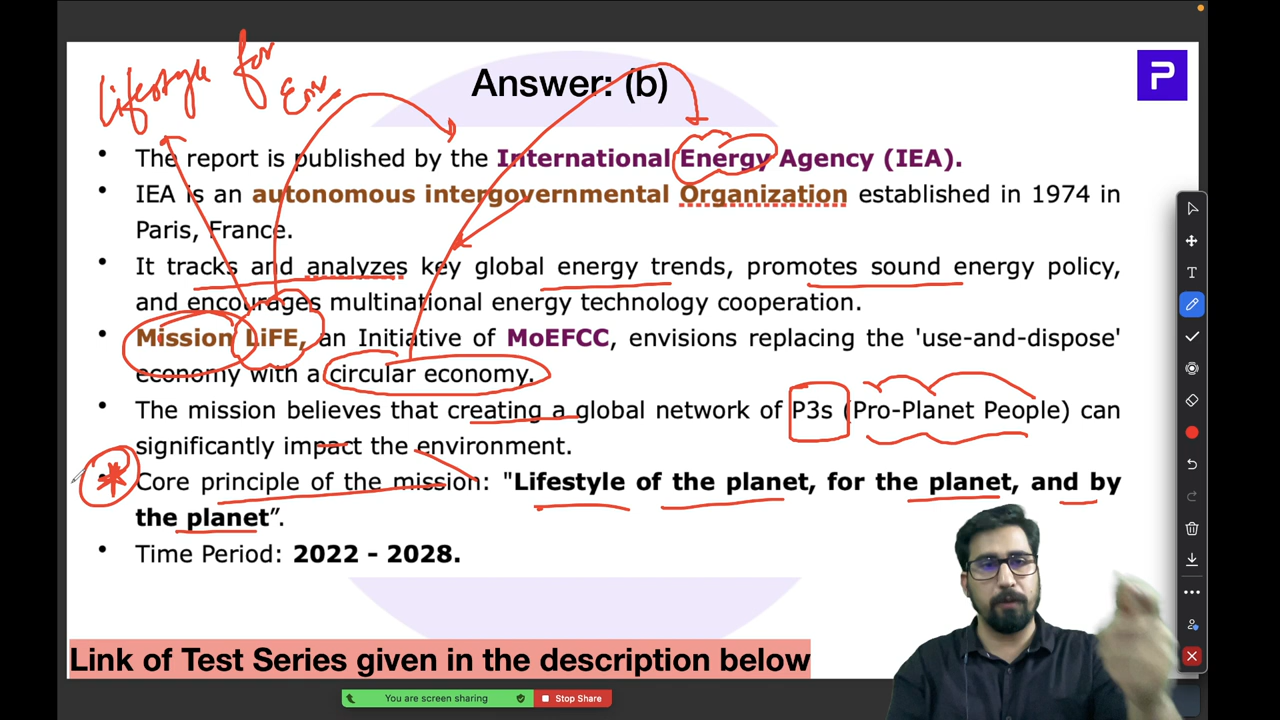 Lifestyle for
Env
Answer: (b)
P
• The report is published by the International Energy Agency (IEA).
• IEA is an autonomous intergovernmental Organization established in 1974 in
Paris, France.
• It tracks and analyzes key global energy trends, promotes sound energy policy,
and encourages multinational energy technology cooperation.
• Mission LiFE, an Initiative of MoEFCC, envisions replacing the 'use-and-dispose'
economy with a circular economy.
• The mission believes that creating a global network of P3s (Pro-Planet People) can
significantly impact the environment.
• Core principle of the mission: "Lifestyle of the planet, for the planet, and by
the planet”.
• Time Period: 2022 - 2028.
Link of Test Series given in the description below
You are screen sharing
Stop Share
T